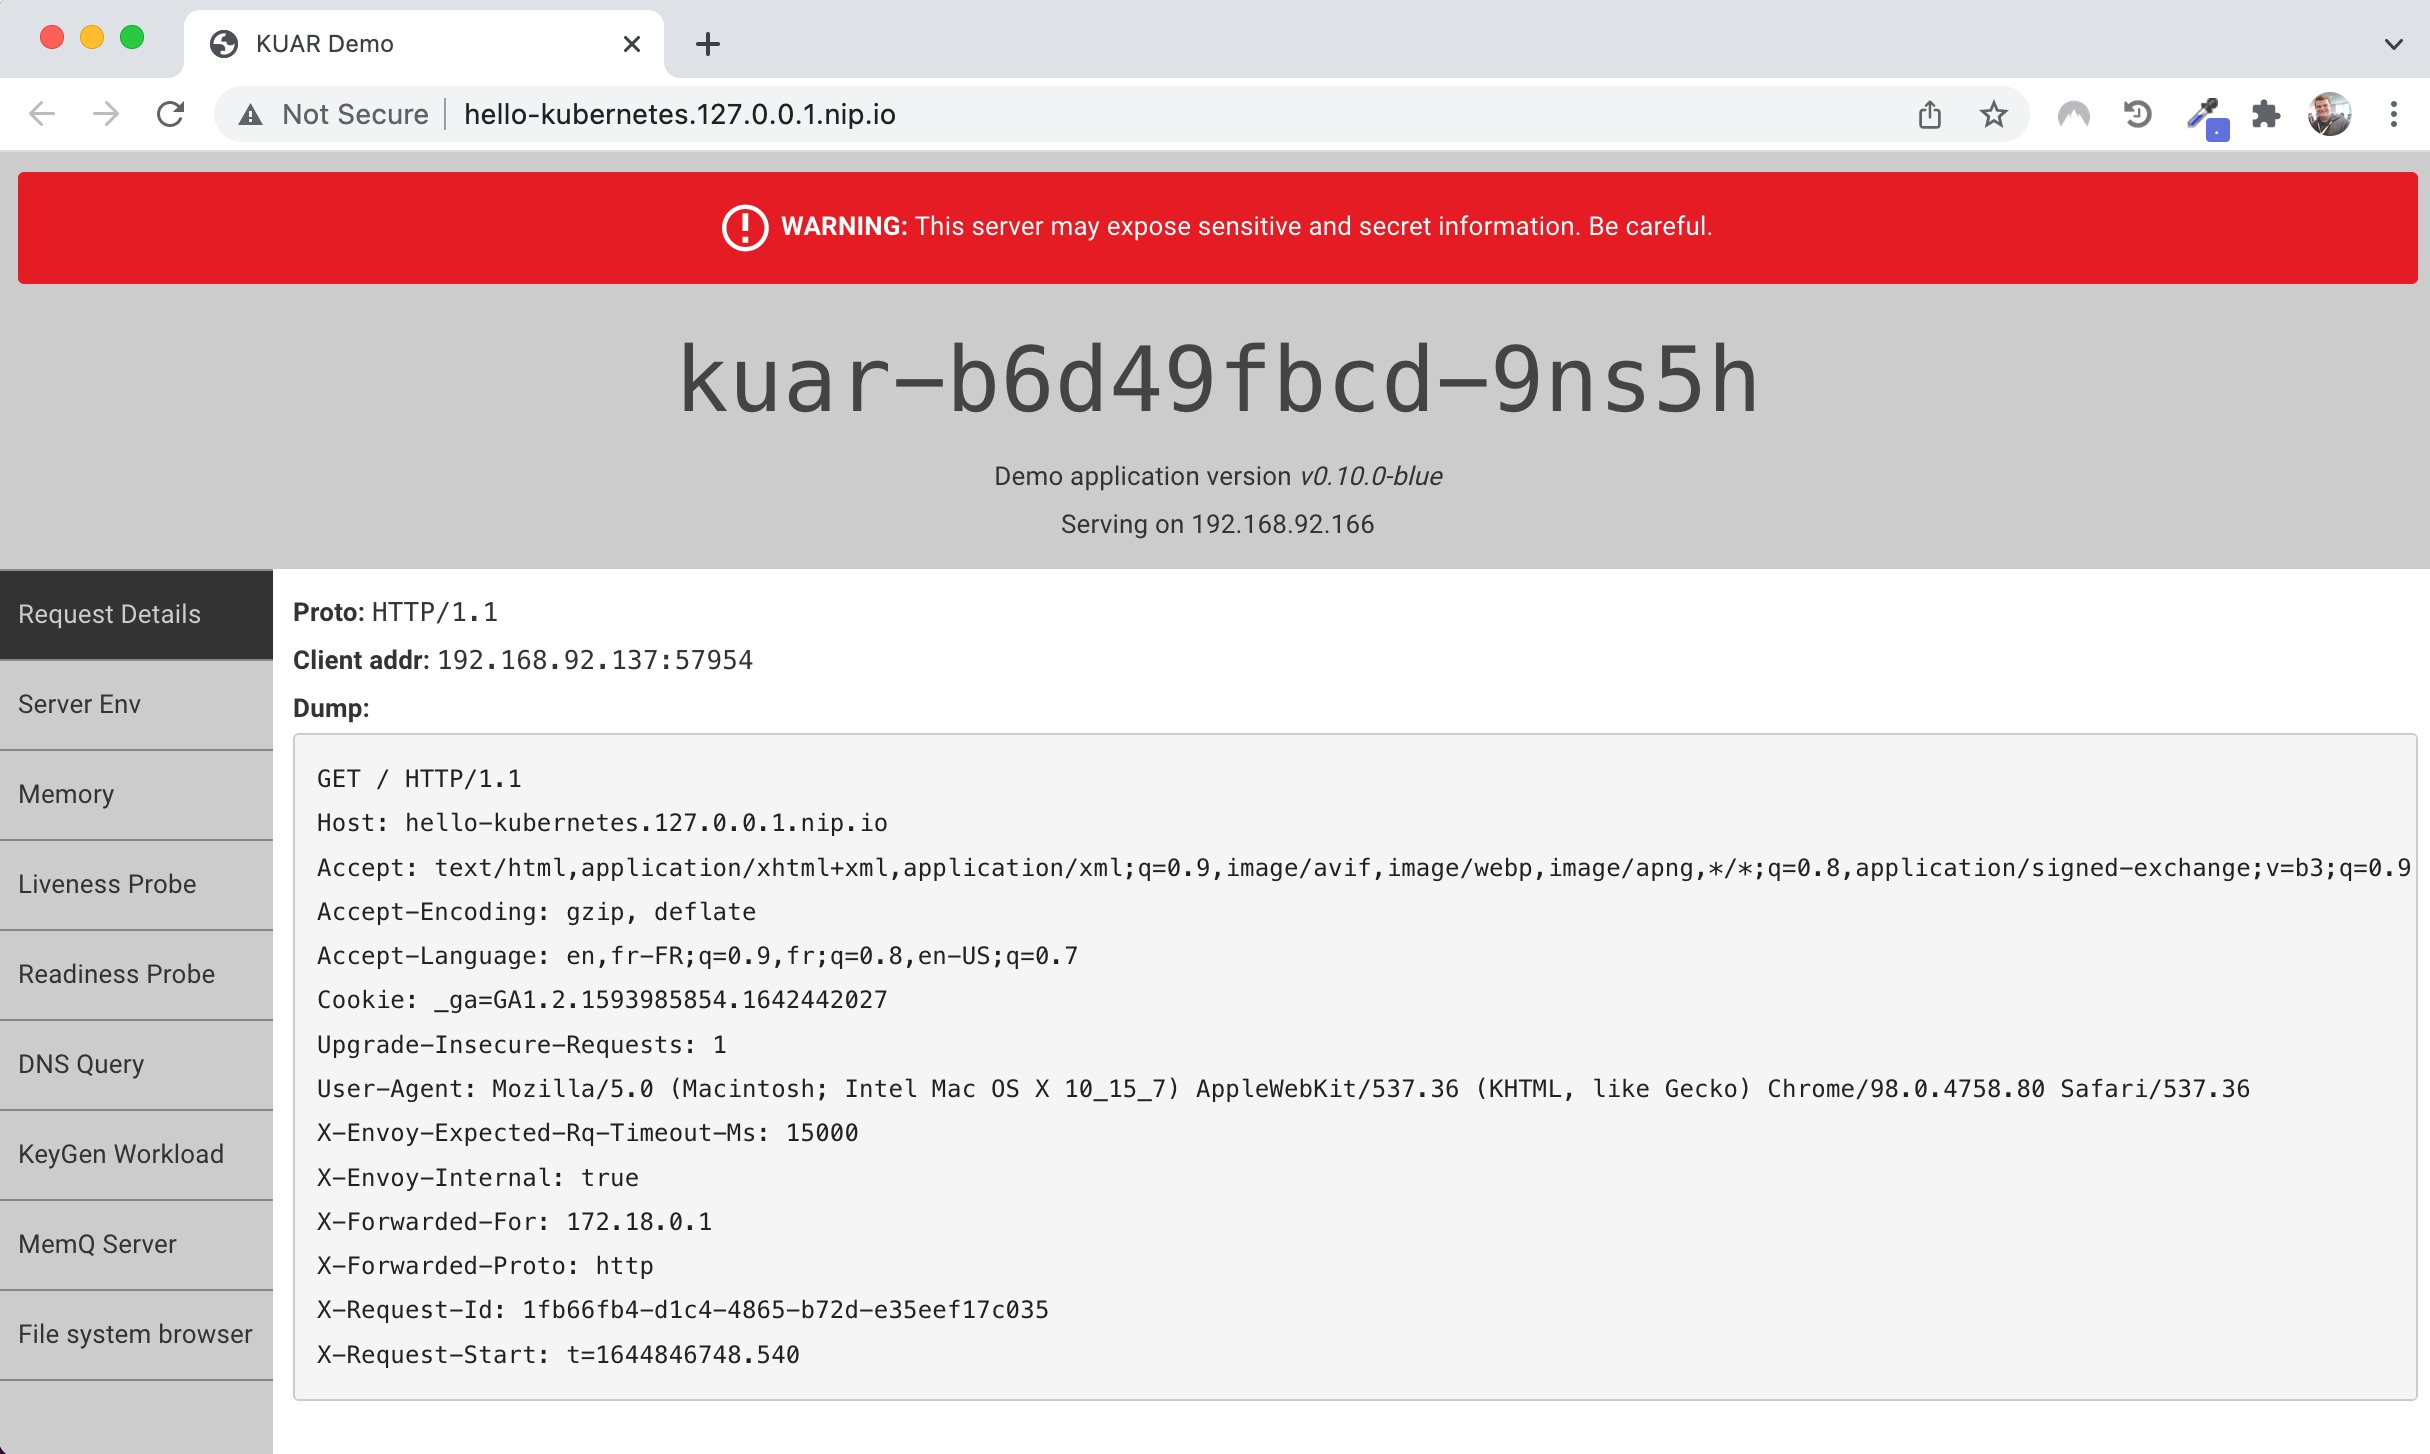 KUAR Demo
Not Secure
hello-kubernetes.127.0.0.1.nip.io
WARNING: This server may expose sensitive and secret information. Be careful.
kuar-b6d49fbcd-9ns5h
Demo application version v0.10.0-blue
Serving on 192.168.92.166
Request Details
Server Env
Memory
Liveness Probe
Readiness Probe
DNS Query
KeyGen Workload
MemQ Server
File system browser
Proto: HTTP/1.1
Client addr: 192.168.92.137:57954
Dump:
GET / HTTP/1.1
Host: hello-kubernetes.127.0.0.1.nip.io
Accept: text/html,application/xhtml+xml,application/xml;q=0.9,image/avif,image/webp,image/apng,*/*;q=0.8,application/signed-exchange;v=b3;q=0.9
Accept-Encoding: gzip, deflate
Accept-Language: en,fr-FR;q=0.9,fr;q=0.8,en-US;q=0.7
Cookie: _ga=GA1.2.1593985854.1642442027
Upgrade-Insecure-Requests: 1
User-Agent: Mozilla/5.0 (Macintosh; Intel Mac OS X 10_15_7) AppleWebKit/537.36 (KHTML, like Gecko) Chrome/98.0.4758.80 Safari/537.36
X-Envoy-Expected-Rq-Timeout-Ms: 15000
X-Envoy-Internal: true
X-Forwarded-For: 172.18.0.1
X-Forwarded-Proto: http
X-Request-Id: 1fb66fb4-d1c4-4865-b72d-e35eef17c035
X-Request-Start: t=1644846748.540